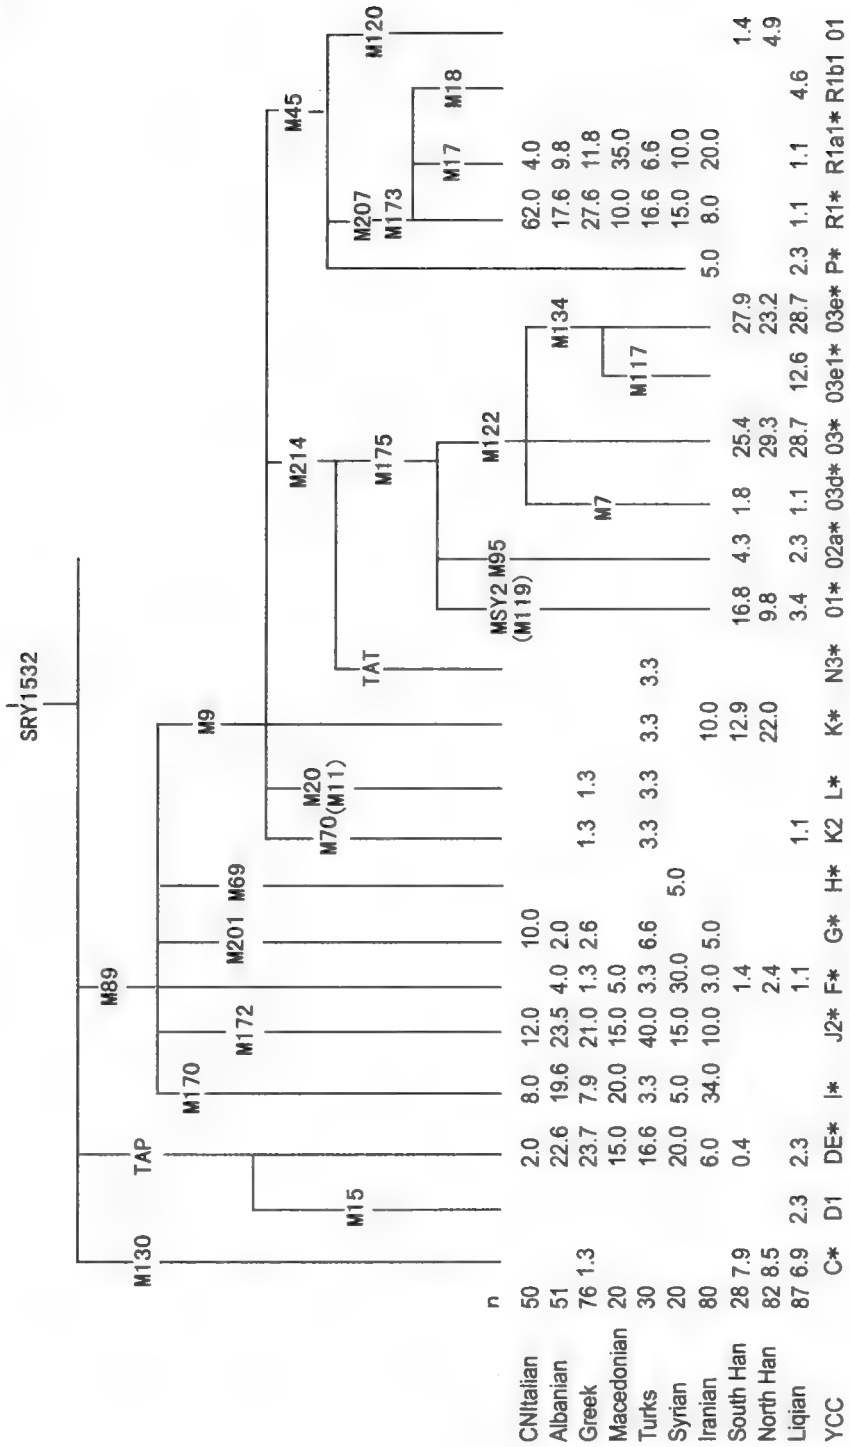 SRY1532
M89
M45
M130 TAP M9 M214 M120
M170 M172 M201 M69 M207
M173
M20
(M11)
M70
TAT M175 M17 M18
M15
MSY2 M95 M122
(M119)
M7 M134
M117
n
CNItalian 50 2.0 8.0 12.0 10.0 62.0 4.0
Albanian 51 22.6 19.6 23.5 4.0 2.0 17.6 9.8
Greek 76 1.3 23.7 7.9 21.0 1.3 2.6 1.3 1.3 27.6 11.8
Macedonian 20 15.0 20.0 15.0 5.0 10.0 35.0
Turks 30 16.6 3.3 40.0 3.3 6.6 3.3 3.3 3.3 3.3 16.6 6.6
Syrian 20 20.0 5.0 15.0 30.0 5.0 15.0 10.0
Iranian 80 6.0 34.0 10.0 3.0 5.0 10.0 5.0 8.0 20.0
South Han 28 7.9 0.4 1.4 12.9 16.8 4.3 1.8 25.4 27.9 1.4
North Han 82 8.5 2.4 22.0 9.8 29.3 23.2 4.9
Liqian 87 6.9 2.3 2.3 1.1 1.1 3.4 2.3 1.1 28.7 12.6 28.7 2.3 1.1 1.1 4.6
YCC C* D1 DE* I* J2* F* G* H* K2 L* K* N3* 01* 02a* 03d* 03* 03e1* 03e* P* R1* R1a1* R1b1 01